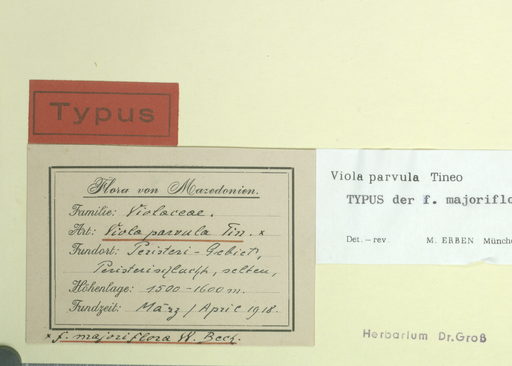 Typus
Flora von Mazedonien.
Familie: Violaceae.
Art: Viola parvula Tin. *
Fundort: Peristeri-Gebiet,
Peristerischlucht, selten,
Höhenlage: 1500-1600 m.
Fundzeit: März / April 1918.
* f. majoriflora W. Beck.
Viola parvula Tineo
TYPUS der f. majoriflo
Det.-rev M. ERBEN Münche
Herbarium Dr. Groß